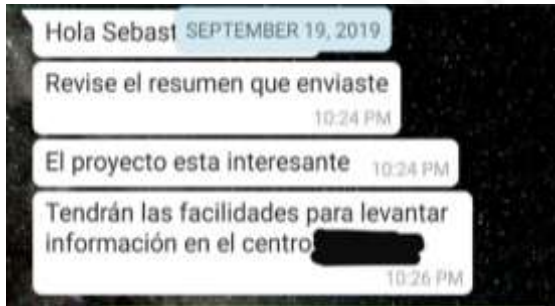 Hola Sebast
SEPTEMBER 19, 2019
Revise el resumen que enviaste
10:24 PM
El proyecto esta interesante 10:24 PM
Tendrán las facilidades para levantar
información en el centro
10:26 PM